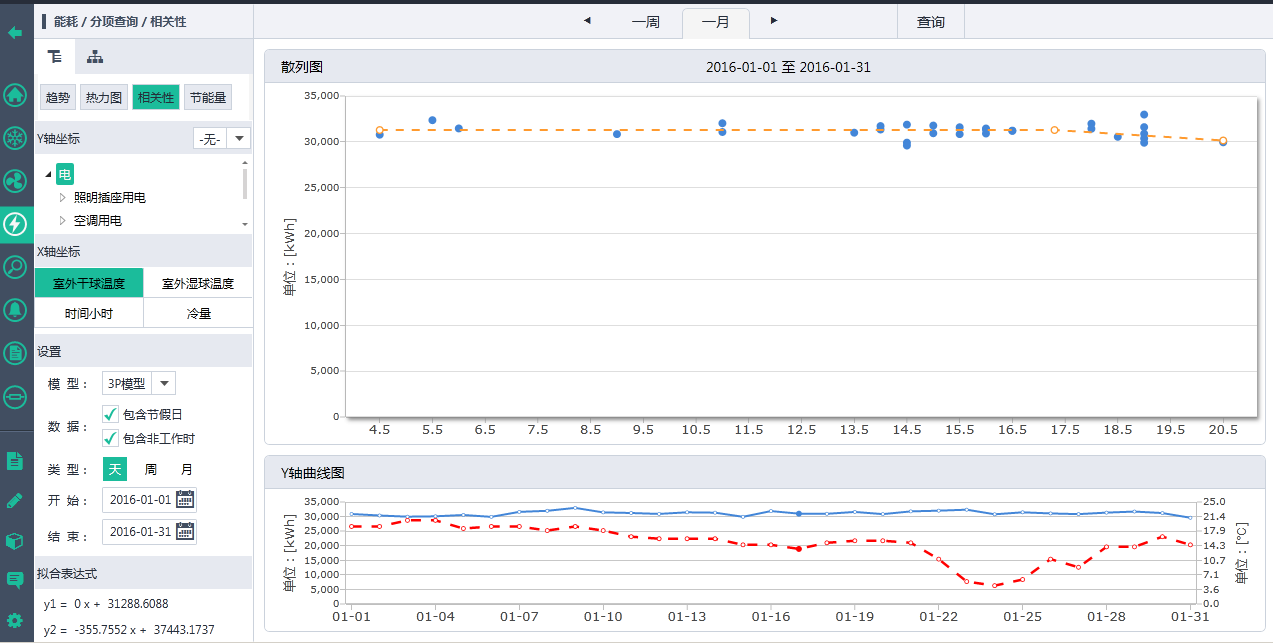 能耗 / 分项查询 / 相关性
一周 一月 查询
趋势 热力图 相关性 节能量
Y轴坐标 -无-
电
照明插座用电
空调用电
X轴坐标
室外干球温度 室外湿球温度
时间小时 冷量
设置
模 型： 3P模型
数 据： 包含节假日
包含非工作时
类 型： 天 周 月
开 始： 2016-01-01
结 束： 2016-01-31
拟合表达式
y1 = 0 x + 31288.6088
y2 = -355.7552 x + 37443.1737
散列图 2016-01-01 至 2016-01-31
单位：[kWh]
35,000
30,000
25,000
20,000
15,000
10,000
5,000
0
4.5 5.5 6.5 7.5 8.5 9.5 10.5 11.5 12.5 13.5 14.5 15.5 16.5 17.5 18.5 19.5 20.5
Y轴曲线图
单位：[kWh]
35,000
30,000
25,000
20,000
15,000
10,000
5,000
0
25.0
21.4
17.9
14.3
10.7
7.1
3.6
0.0
单位：[°C]
01-01 01-04 01-07 01-10 01-13 01-16 01-19 01-22 01-25 01-28 01-31